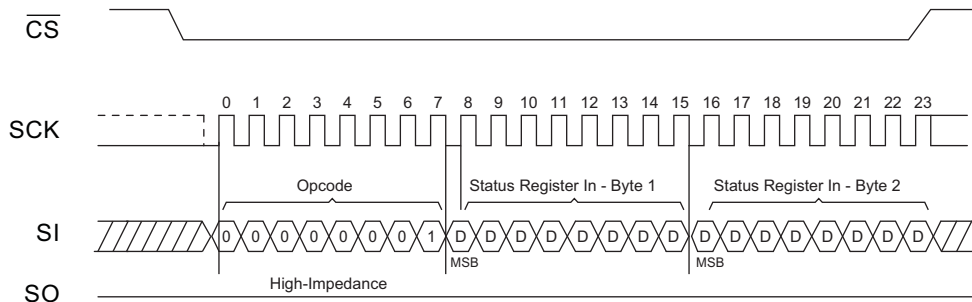 CS
0 1 2 3 4 5 6 7 8 9 10 11 12 13 14 15 16 17 18 19 20 21 22 23
SCK
Opcode Status Register In - Byte 1 Status Register In - Byte 2
SI 0 0 0 0 0 0 0 1 D D D D D D D D D D D D D D D D
MSB MSB
High-Impedance
SO